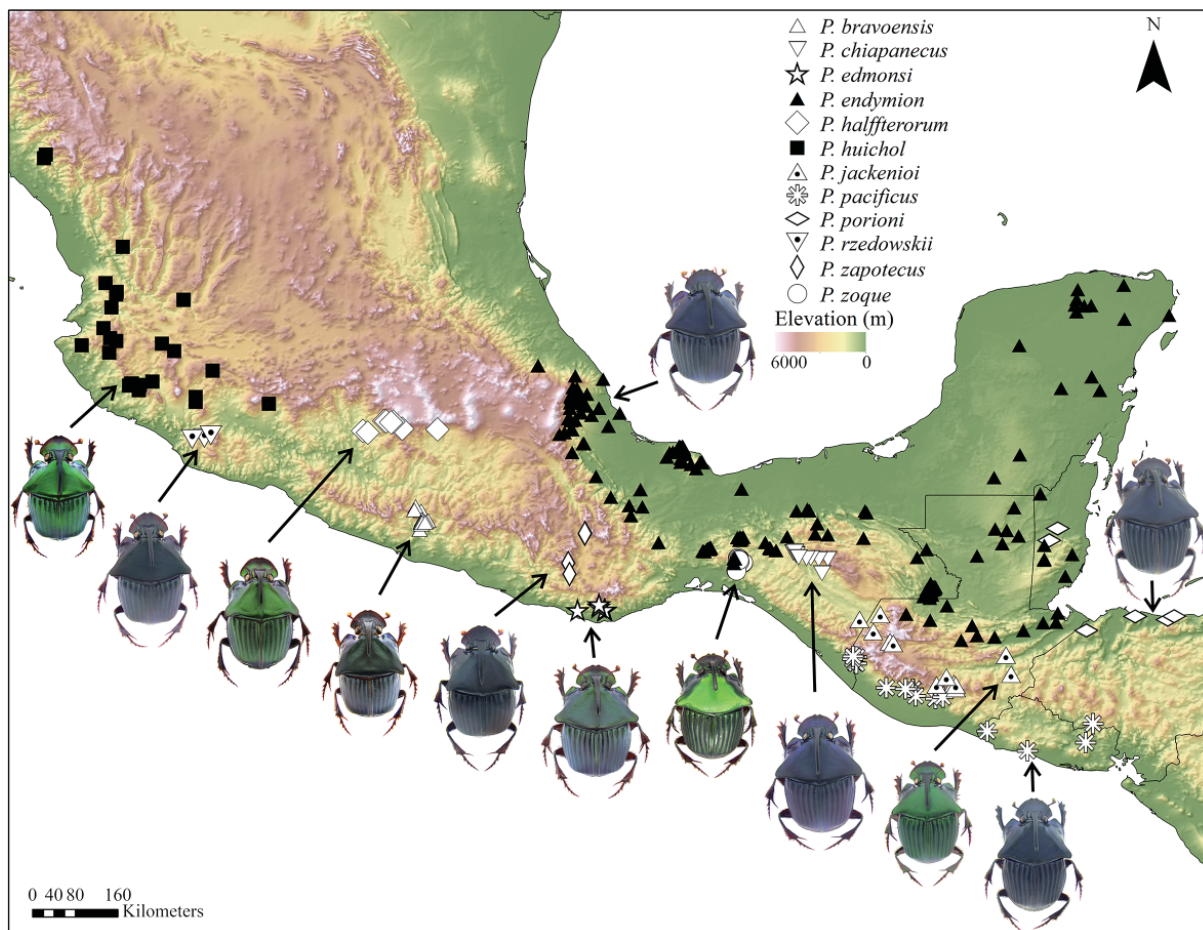 N
P. bravoensis
P. chiapanecus
P. edmonsi
P. endymion
P. halffterorum
P. huichol
P. jackenioi
P. pacificus
P. porioni
P. rzedowskii
P. zapotecus
P. zoque
Elevation (m)
6000 0
0 40 80 160
Kilometers